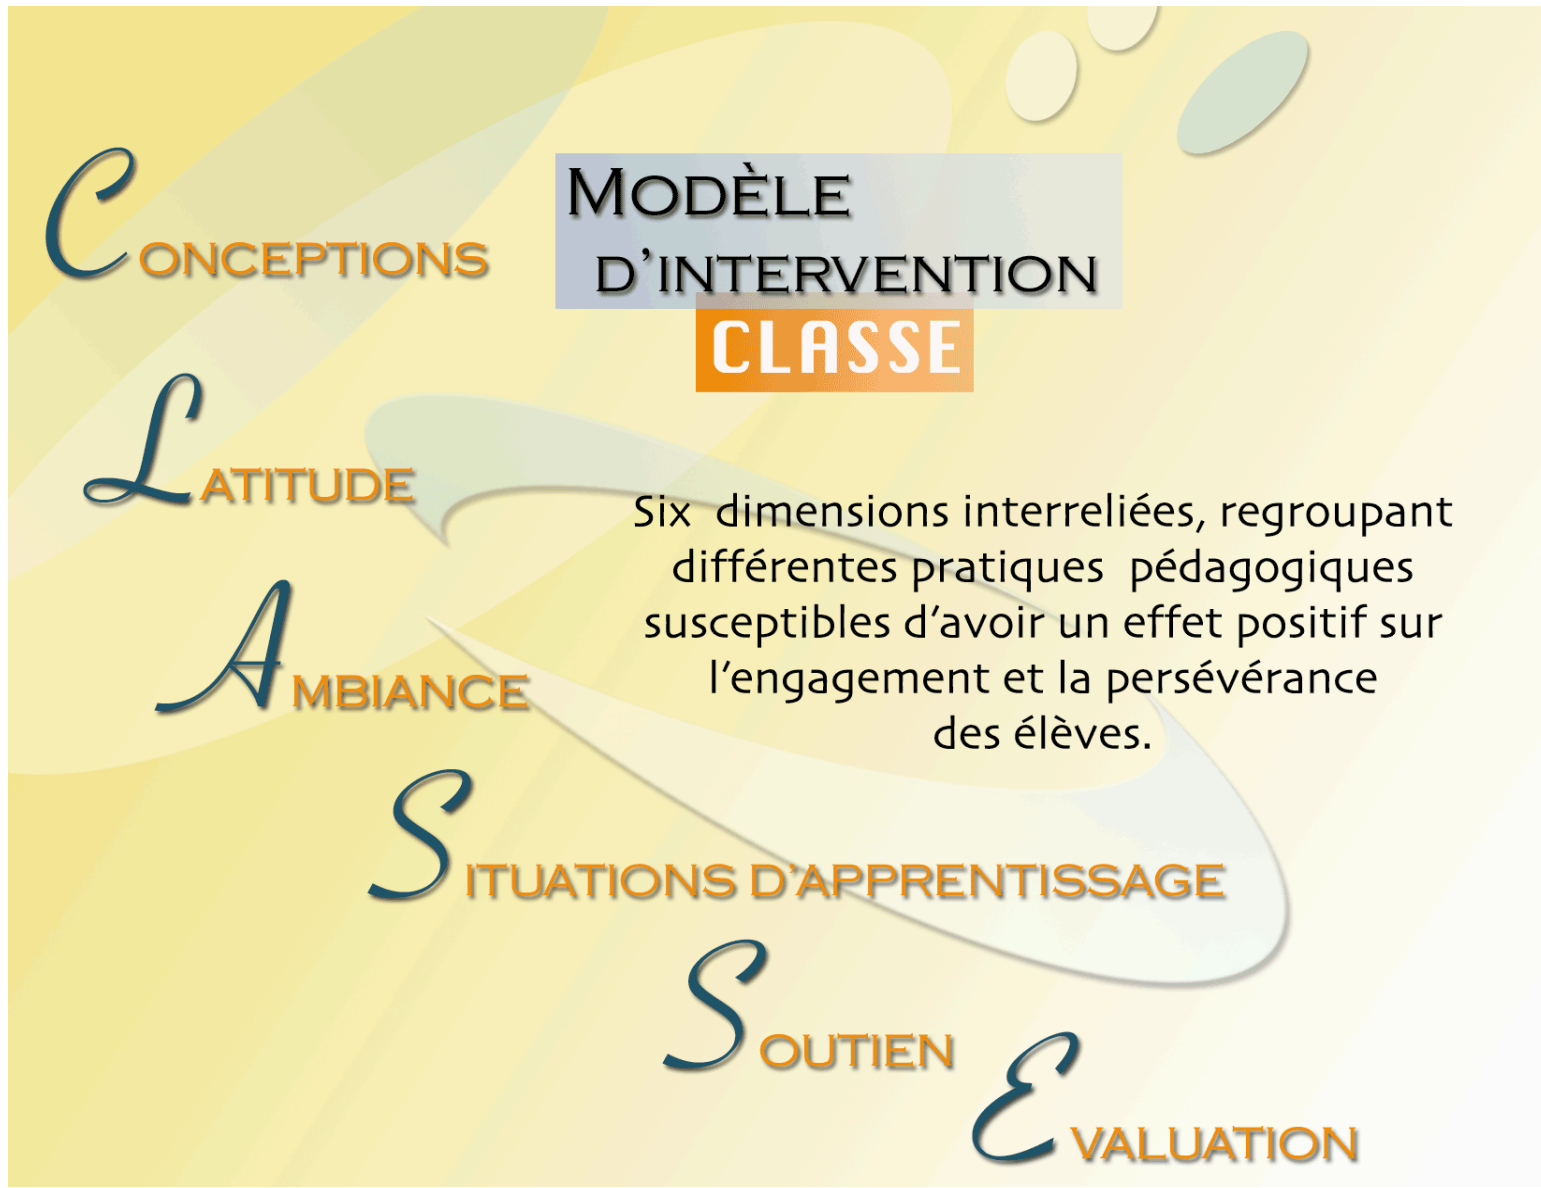 MODÈLE
D'INTERVENTION
CLASSE
CONCEPTIONS
LATITUDE
AMBIANCE
SITUATIONS D'APPRENTISSAGE
SOUTIEN
EVALUATION
Six dimensions interreliées, regroupant
différentes pratiques pédagogiques
susceptibles d'avoir un effet positif sur
l'engagement et la persévérance
des élèves.